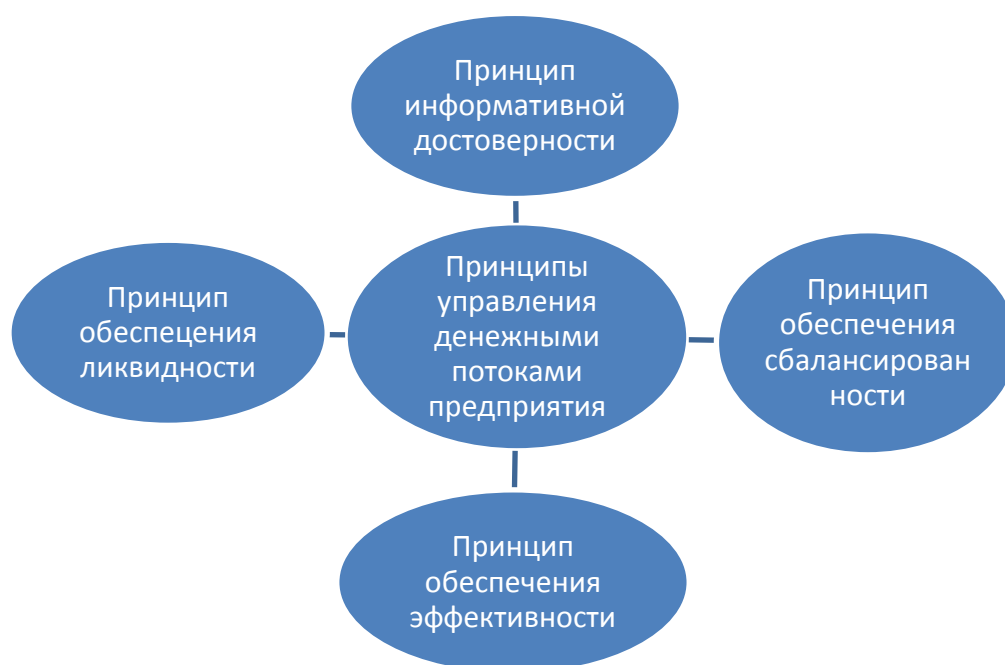 Принцип
информативной
достоверности
Принцип
обеспецения
ликвидности
Принципы
управления
денежными
потоками
предприятия
Принцип
обеспечения
сбалансирован
ности
Принцип
обеспечения
эффективности